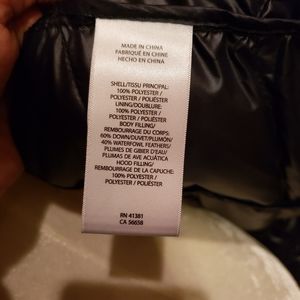 MADE IN CHINA
FABRIQUÉ EN CHINE
HECHO EN CHINA
SHELL/TISSU PRINCIPAL:
100% POLYESTER /
POLYESTER / POLIÉSTER
LINING/DOUBLURE:
100% POLYESTER /
POLYESTER / POLIÉSTER
BODY FILLING/
REMBOURRAGE DU CORPS:
60% DOWN/DUVET/PLUMÓN/
40% WATERFOWL FEATHERS/
PLUMES DE GIBIER D'EAU/
PLUMAS DE AVE ACUÁTICA
HOOD FILLING/
REMBOURRAGE DE LA CAPUCHE:
100% POLYESTER /
POLYESTER / POLIÉSTER
RN 41381
CA 56658